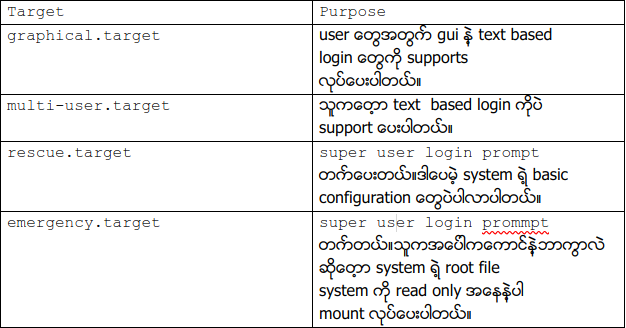 Target Purpose
graphical.target user တွေအတွက် gui နဲ့ text based
login တွေကို supports
လုပ်ပေးပါတယ်။
multi-user.target သူကတော့ text based login ကိုပဲ
support ပေးပါတယ်။
rescue.target super user login prompt
တက်ပေးတယ်။ဒါပေမဲ့ system ရဲ့ basic
configuration တွေပဲပါလာပါတယ်။
emergency.target super user login prommpt
တက်တယ်။သူကအပေါ်ကကောင်နဲ့ဘာကွာလဲ
ဆိုတော့ system ရဲ့ root file
system ကို read only အနေနဲ့ပါ
mount လုပ်ပေးပါတယ်။